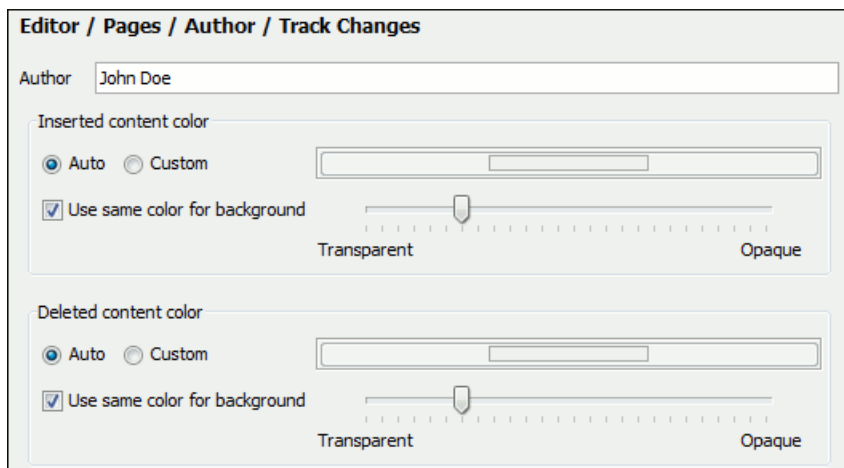 Editor / Pages / Author / Track Changes
Author John Doe
Inserted content color
Auto Custom
Use same color for background
Transparent Opaque
Deleted content color
Auto Custom
Use same color for background
Transparent Opaque